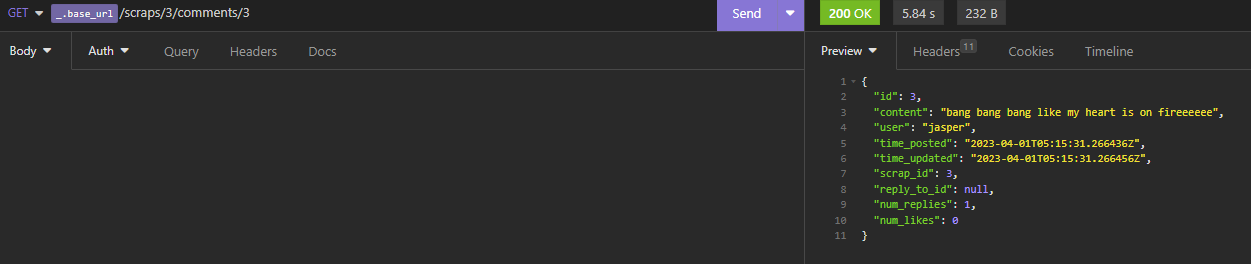 GET _.base_url /scraps/3/comments/3 Send 200 OK 5.84 s 232 B
Body Auth Query Headers Docs Preview Headers 11 Cookies Timeline
1 {
2 "id": 3,
3 "content": "bang bang bang like my heart is on fireeeeee",
4 "user": "jasper",
5 "time_posted": "2023-04-01T05:15:31.266436Z",
6 "time_updated": "2023-04-01T05:15:31.266456Z",
7 "scrap_id": 3,
8 "reply_to_id": null,
9 "num_replies": 1,
10 "num_likes": 0
11 }